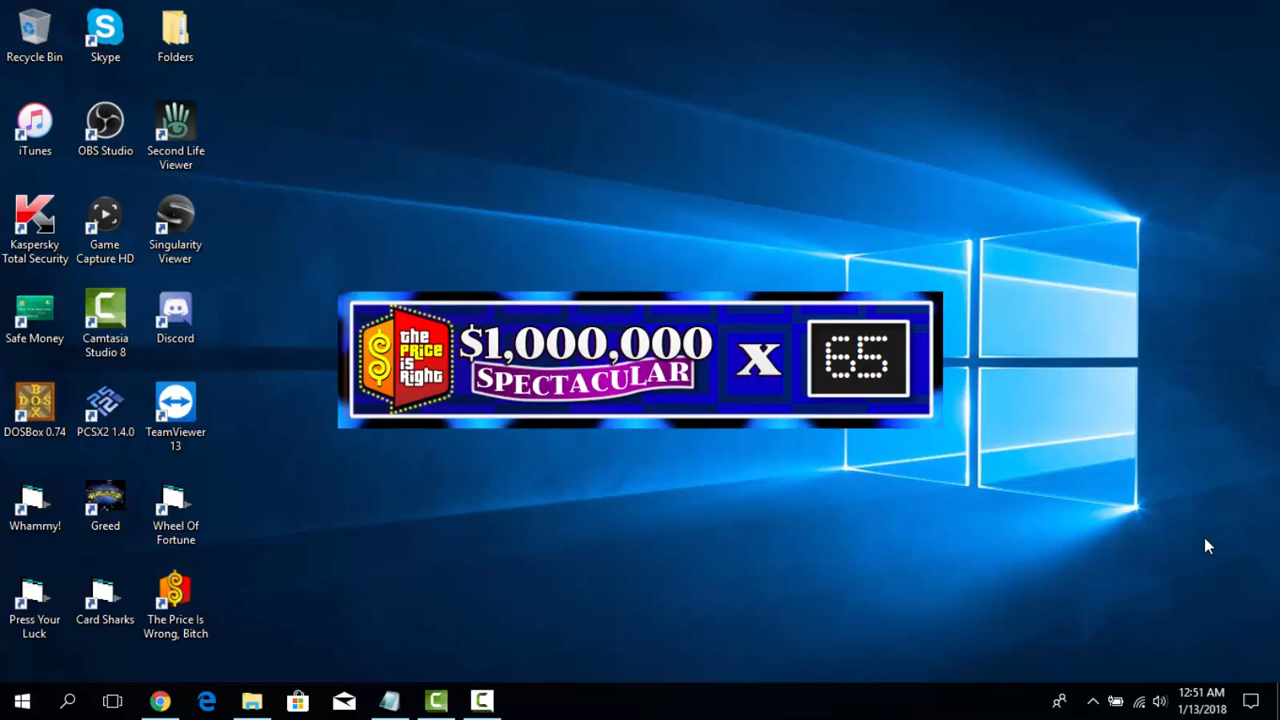 Recycle Bin
Skype
Folders
iTunes
OBS Studio
Second Life
Viewer
Kaspersky
Total Security
Game
Capture HD
Singularity
Viewer
Safe Money
Camtasia
Studio 8
Discord
DOSBox 0.74
PCSX2 1.4.0
TeamViewer
13
Whammy!
Greed
Wheel Of
Fortune
Press Your
Luck
Card Sharks
The Price Is
Wrong, Bitch
the
PRiCE
iS
Right
$1,000,000
SPECTACULAR
X
65
12:51 AM
1/13/2018